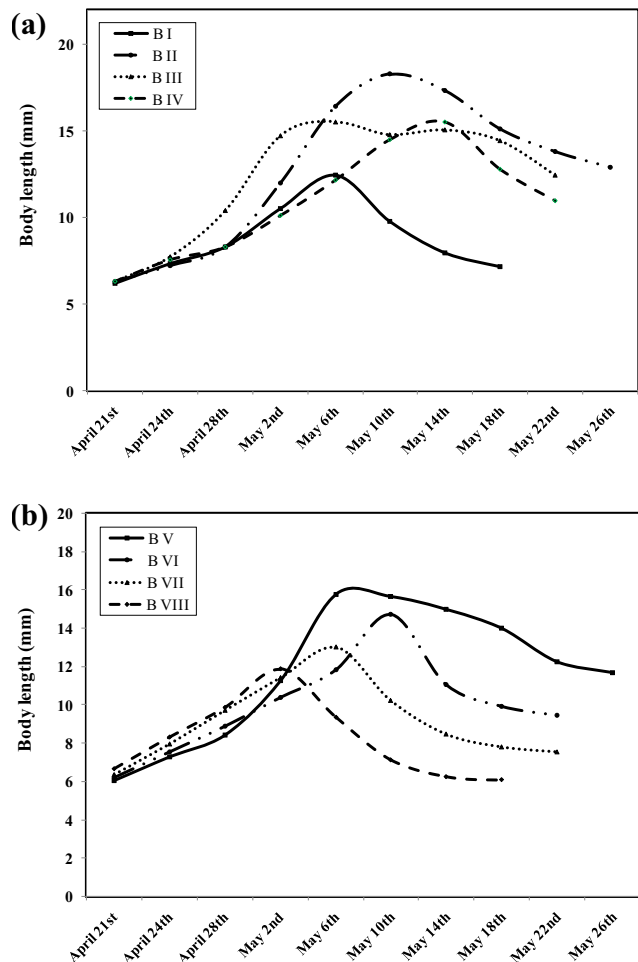 (a)
B I
B II
B III
B IV
20
15
10
5
0
Body length (mm)
April 21st
April 24th
April 28th
May 2nd
May 6th
May 10th
May 14th
May 18th
May 22nd
May 26th
(b)
B V
B VI
B VII
B VIII
20
18
16
14
12
10
8
6
4
2
0
Body length (mm)
April 21st
April 24th
April 28th
May 2nd
May 6th
May 10th
May 14th
May 18th
May 22nd
May 26th